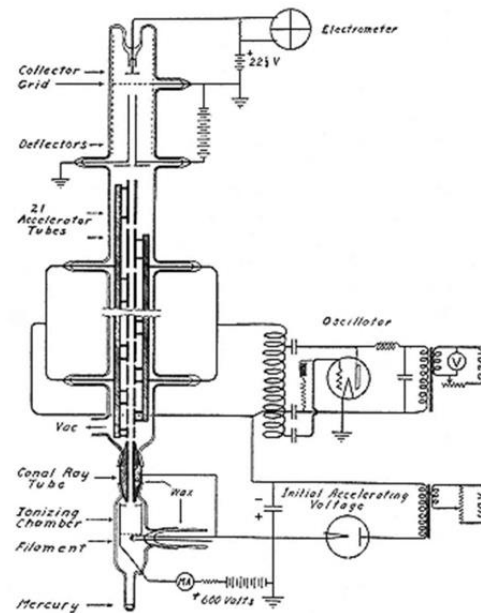 Electrometer
+
22½ V
Collector
Grid
Deflectors
21
Accelerator
Tubes
Oscillator
V
Vac
Canal Ray
Tube
Wax
Initial Accelerating
Voltage
Ionizing
Chamber
Filament
−
+
MA
+600 Volts
Mercury